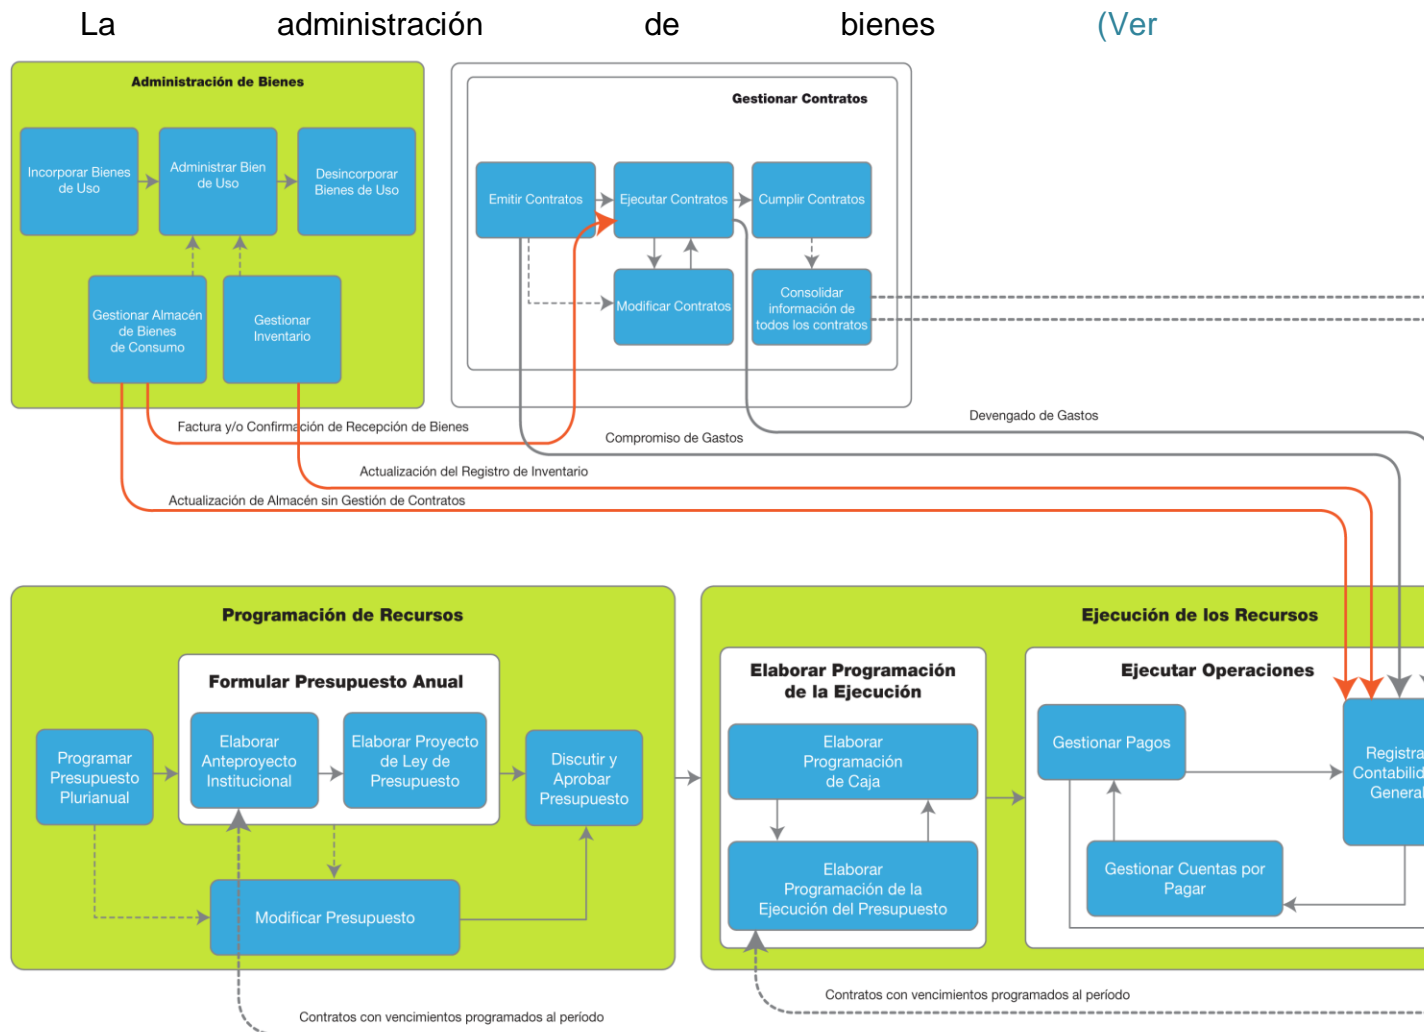 La administración de bienes (Ver
Administración de Bienes
Incorporar Bienes
de Uso
Administrar Bien
de Uso
Desincorporar
Bienes de Uso
Gestionar Almacén
de Bienes
de Consumo
Gestionar
Inventario
Gestionar Contratos
Emitir Contratos
Ejecutar Contratos
Cumplir Contratos
Modificar Contratos
Consolidar
información de
todos los contratos
Factura y/o Confirmación de Recepción de Bienes
Compromiso de Gastos
Devengado de Gastos
Actualización del Registro de Inventario
Actualización de Almacén sin Gestión de Contratos
Programación de Recursos
Formular Presupuesto Anual
Programar
Presupuesto
Plurianual
Elaborar
Anteproyecto
Institucional
Elaborar Proyecto
de Ley de
Presupuesto
Discutir y
Aprobar
Presupuesto
Modificar Presupuesto
Contratos con vencimientos programados al período
Ejecución de los Recursos
Elaborar Programación
de la Ejecución
Elaborar
Programación
de Caja
Elaborar
Programación de la
Ejecución del Presupuesto
Ejecutar Operaciones
Gestionar Pagos
Gestionar Cuentas por
Pagar
Registra
Contabilid
General
Contratos con vencimientos programados al período